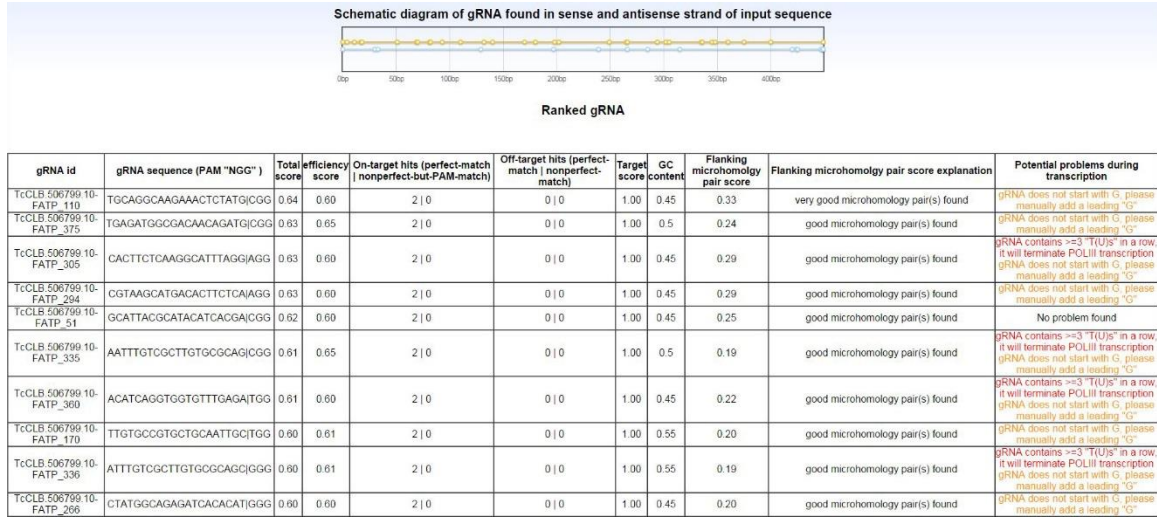 Schematic diagram of gRNA found in sense and antisense strand of input sequence
0bp 50bp 100bp 150bp 200bp 250bp 300bp 350bp 400bp
Ranked gRNA
gRNA id | gRNA sequence (PAM "NGG" ) | Total score | efficiency score | On-target hits (perfect-match | nonperfect-but-PAM-match) | Off-target hits (perfect-match | nonperfect-match) | Target score | GC content | Flanking microhomolgy pair score | Flanking microhomolgy pair score explanation | Potential problems during transcription
TcCLB.506799.10-FATP_110 TGCAGGCAAGAAACTCTATG|CGG 0.64 0.60 2 | 0 0 | 0 1.00 0.45 0.33 very good microhomology pair(s) found gRNA does not start with G, please manually add a leading "G"
TcCLB.506799.10-FATP_375 TGAGATGGCGACAACAGATG|CGG 0.63 0.65 2 | 0 0 | 0 1.00 0.5 0.24 good microhomology pair(s) found gRNA does not start with G, please manually add a leading "G"
TcCLB.506799.10-FATP_305 CACTTCTCAAGGCATTTAGG|AGG 0.63 0.60 2 | 0 0 | 0 1.00 0.45 0.29 good microhomology pair(s) found gRNA contains >=3 "T(U)s" in a row, it will terminate POLIII transcription gRNA does not start with G, please manually add a leading "G"
TcCLB.506799.10-FATP_294 CGTAAGCATGACACTTCTCA|AGG 0.63 0.60 2 | 0 0 | 0 1.00 0.45 0.29 good microhomology pair(s) found gRNA does not start with G, please manually add a leading "G"
TcCLB.506799.10-FATP_51 GCATTACGCATACATCACGA|CGG 0.62 0.60 2 | 0 0 | 0 1.00 0.45 0.25 good microhomology pair(s) found No problem found
TcCLB.506799.10-FATP_335 AATTTGTCGCTTGTGCGCAG|CGG 0.61 0.65 2 | 0 0 | 0 1.00 0.5 0.19 good microhomology pair(s) found gRNA contains >=3 "T(U)s" in a row, it will terminate POLIII transcription gRNA does not start with G, please manually add a leading "G"
TcCLB.506799.10-FATP_360 ACATCAGGTGGTGTTTGAGA|TGG 0.61 0.60 2 | 0 0 | 0 1.00 0.45 0.22 good microhomology pair(s) found gRNA contains >=3 "T(U)s" in a row, it will terminate POLIII transcription gRNA does not start with G, please manually add a leading "G"
TcCLB.506799.10-FATP_170 TTGTGCCGTGCTGCAATTGC|TGG 0.60 0.61 2 | 0 0 | 0 1.00 0.55 0.20 good microhomology pair(s) found gRNA does not start with G, please manually add a leading "G"
TcCLB.506799.10-FATP_336 ATTTGTCGCTTGTGCGCAGC|GGG 0.60 0.61 2 | 0 0 | 0 1.00 0.55 0.19 good microhomology pair(s) found gRNA contains >=3 "T(U)s" in a row, it will terminate POLIII transcription gRNA does not start with G, please manually add a leading "G"
TcCLB.506799.10-FATP_266 CTATGGCAGAGATCACACAT|GGG 0.60 0.60 2 | 0 0 | 0 1.00 0.45 0.20 good microhomology pair(s) found gRNA does not start with G, please manually add a leading "G"